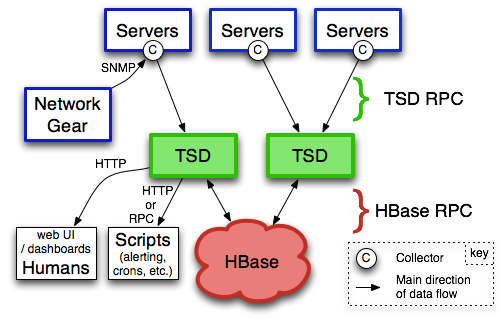 Servers
Servers
Servers
C
C
C
SNMP
Network
Gear
TSD RPC
TSD
TSD
HTTP
HTTP
or
RPC
HBase RPC
web UI
/ dashboards
Humans
Scripts
(alerting,
crons, etc.)
HBase
key
C
Collector
Main direction
of data flow